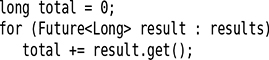 long total = 0;
for (Future<Long> result : results)
   total += result.get();